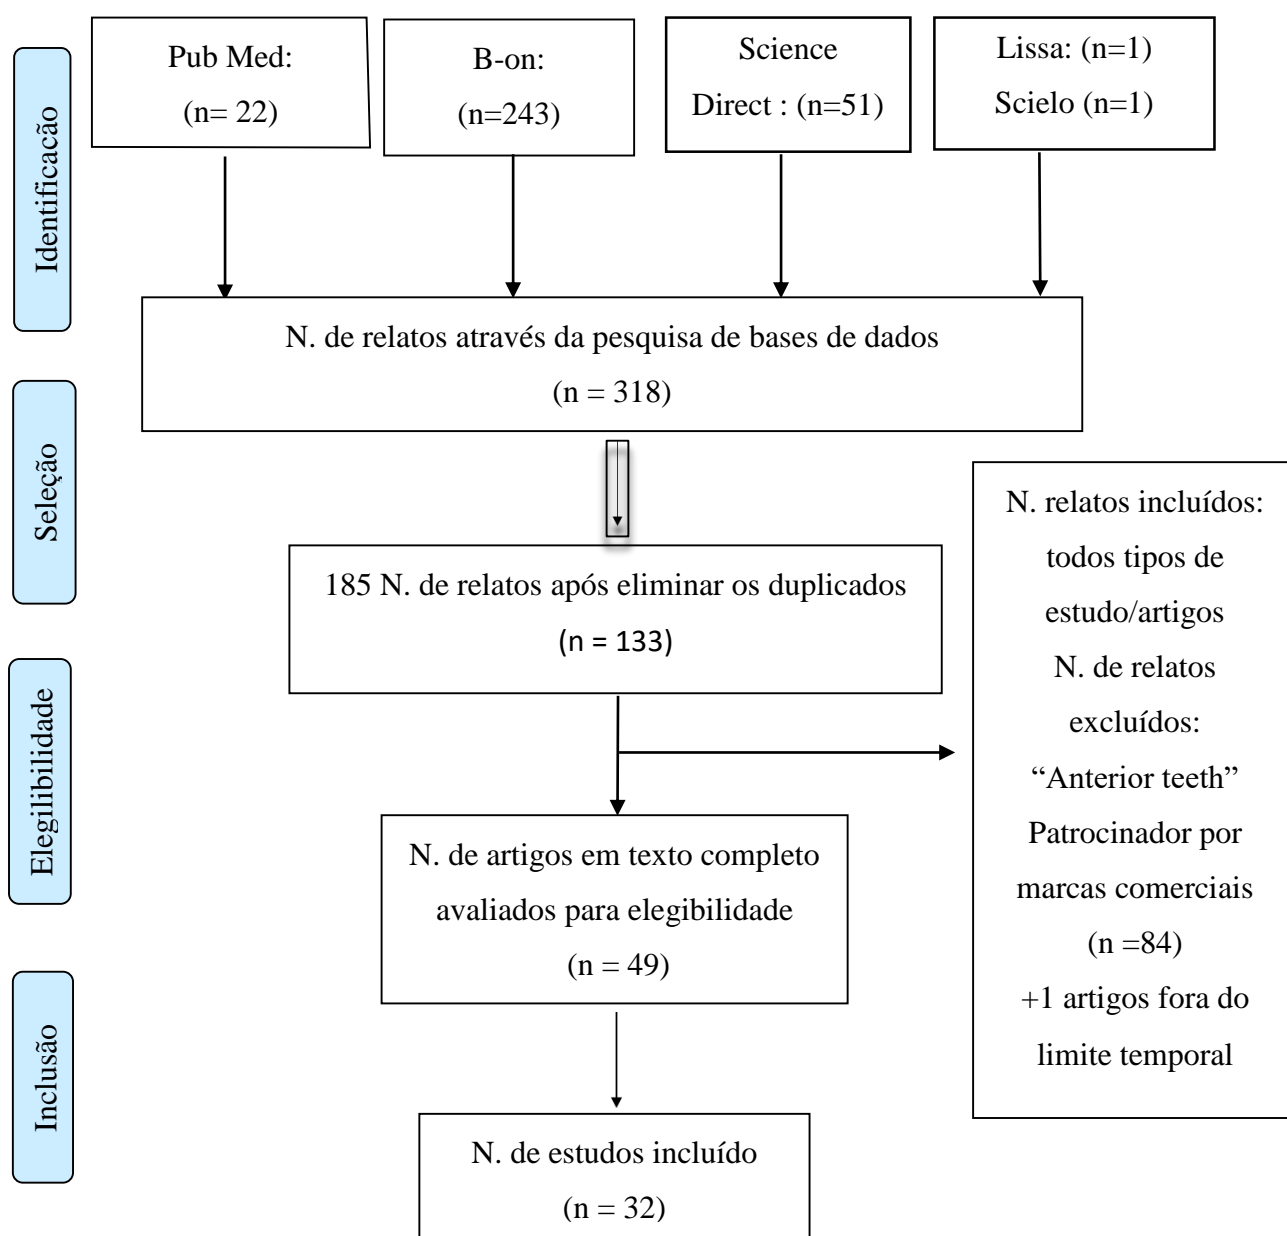 Identificação
Pub Med:
(n= 22)
B-on:
(n=243)
Science
Direct : (n=51)
Lissa: (n=1)
Scielo (n=1)
N. de relatos através da pesquisa de bases de dados
(n = 318)
Seleção
185 N. de relatos após eliminar os duplicados
(n = 133)
N. relatos incluídos:
todos tipos de
estudo/artigos
N. de relatos
excluídos:
“Anterior teeth”
Patrocinador por
marcas comerciais
(n =84)
+1 artigos fora do
limite temporal
Elegilibilidade
N. de artigos em texto completo
avaliados para elegibilidade
(n = 49)
Inclusão
N. de estudos incluído
(n = 32)